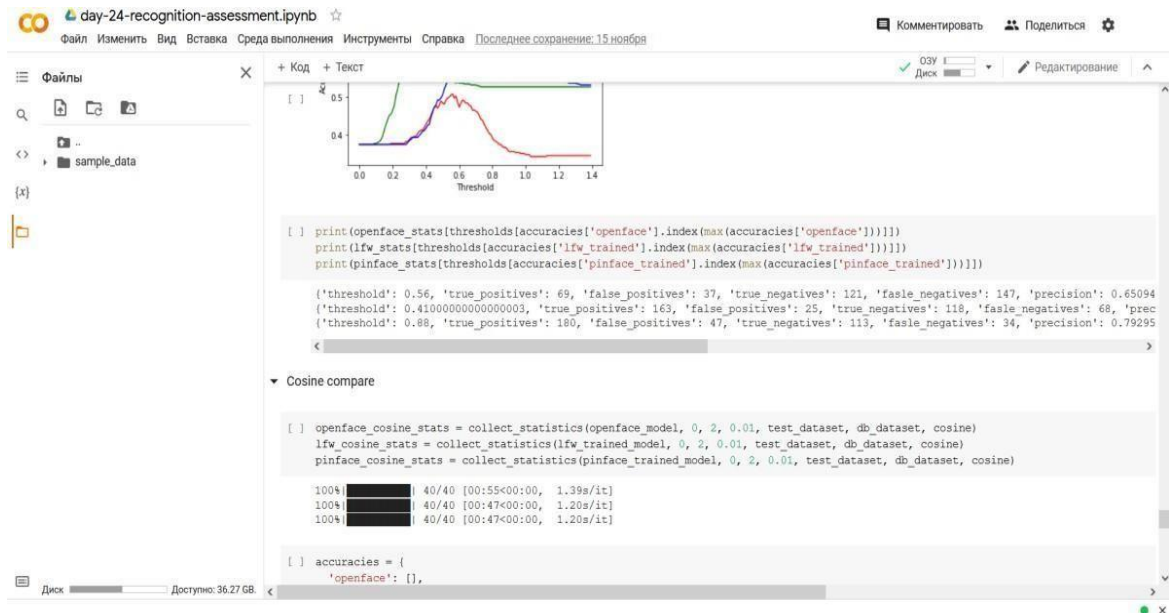 CO
day-24-recognition-assessment.ipynb
Файл Изменить Вид Вставка Среда выполнения Инструменты Справка Последнее сохранение: 15 ноября
Комментировать Поделиться
Файлы
..
sample_data
{x}
<>
Диск Доступно: 36.27 GB.
+ Код + Текст
ОЗУ
Диск
Редактирование
[ ]
0.5
0.4
0.0 0.2 0.4 0.6 0.8 1.0 1.2 1.4
Threshold
[ ] print(openface_stats[thresholds[accuracies['openface'].index(max(accuracies['openface']))]])
print(lfw_stats[thresholds[accuracies['lfw_trained'].index(max(accuracies['lfw_trained']))]])
print(pinface_stats[thresholds[accuracies['pinface_trained'].index(max(accuracies['pinface_trained']))]])
{'threshold': 0.56, 'true_positives': 69, 'false_positives': 37, 'true_negatives': 121, 'fasle_negatives': 147, 'precision': 0.65094
{'threshold': 0.41000000000000003, 'true_positives': 163, 'false_positives': 25, 'true_negatives': 118, 'fasle_negatives': 68, 'prec
{'threshold': 0.88, 'true_positives': 180, 'false_positives': 47, 'true_negatives': 113, 'fasle_negatives': 34, 'precision': 0.79295
Cosine compare
[ ] openface_cosine_stats = collect_statistics(openface_model, 0, 2, 0.01, test_dataset, db_dataset, cosine)
lfw_cosine_stats = collect_statistics(lfw_trained_model, 0, 2, 0.01, test_dataset, db_dataset, cosine)
pinface_cosine_stats = collect_statistics(pinface_trained_model, 0, 2, 0.01, test_dataset, db_dataset, cosine)
100%| | 40/40 [00:55<00:00, 1.39s/it]
100%| | 40/40 [00:47<00:00, 1.20s/it]
100%| | 40/40 [00:47<00:00, 1.20s/it]
[ ] accuracies = {
'openface': [],